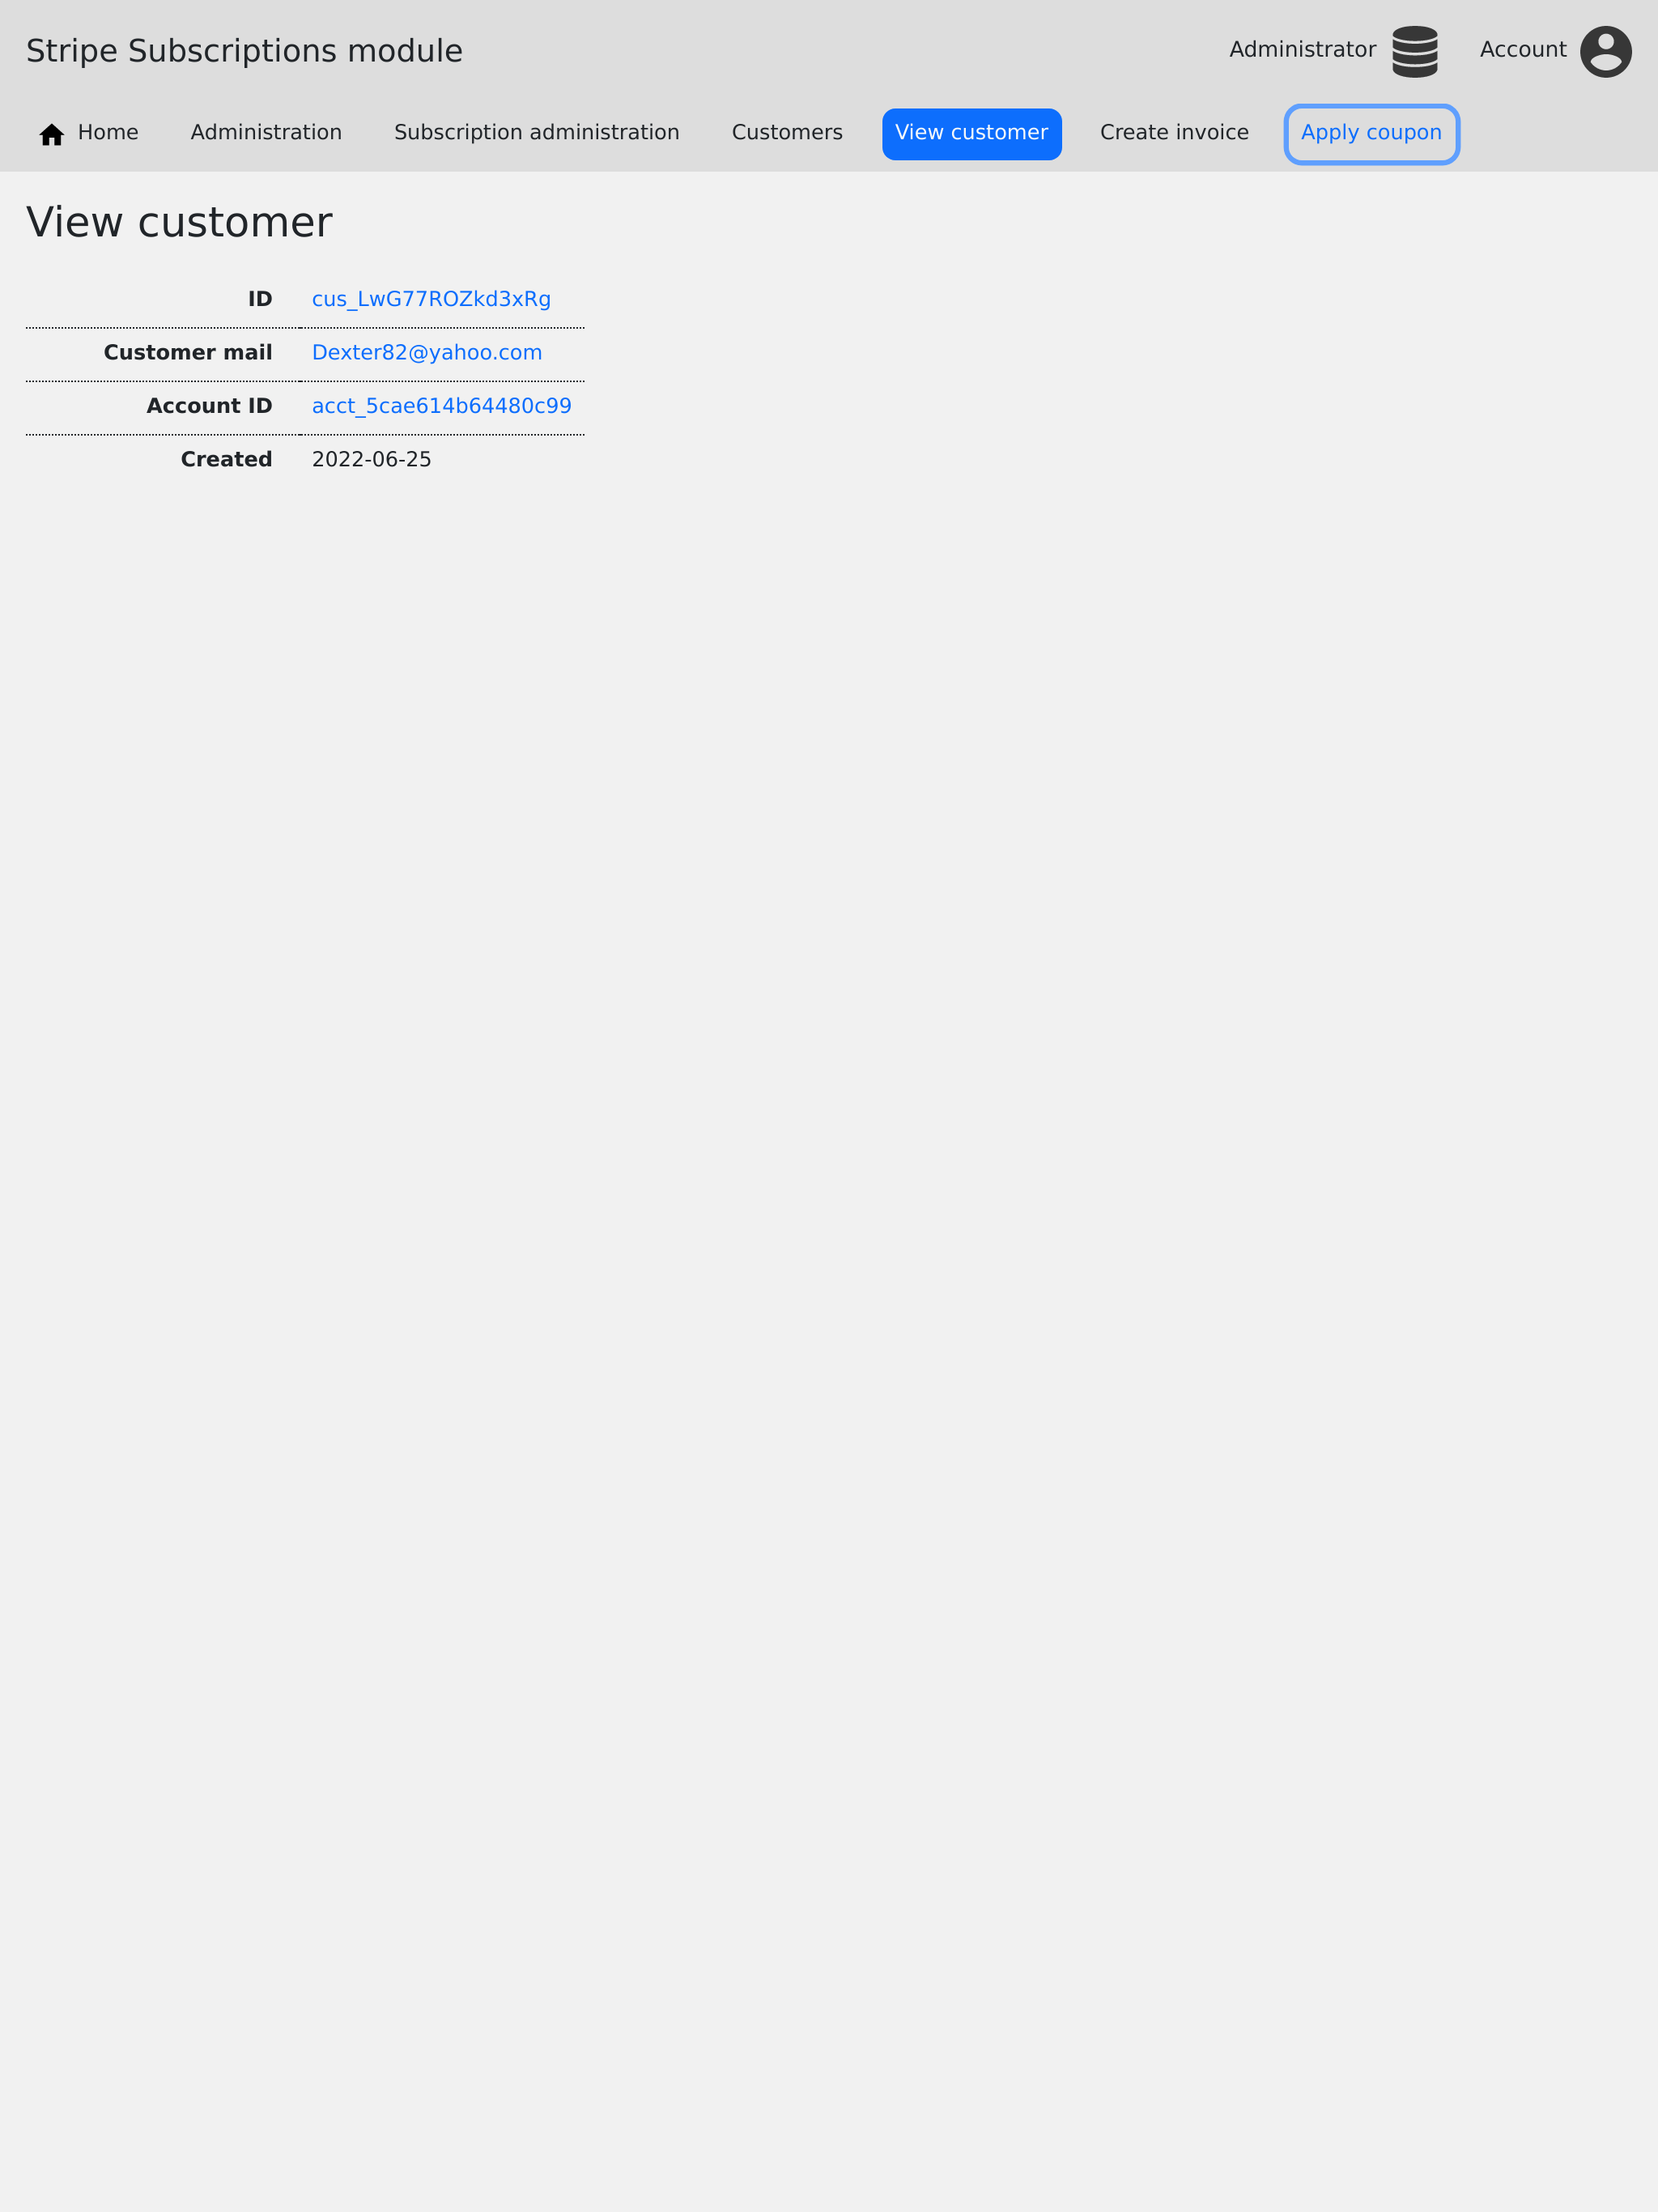 Stripe Subscriptions module
Administrator
Account
Home
Administration
Subscription administration
Customers
View customer
Create invoice
Apply coupon
View customer
ID cus_LwG77ROZkd3xRg
Customer mail Dexter82@yahoo.com
Account ID acct_5cae614b64480c99
Created 2022-06-25